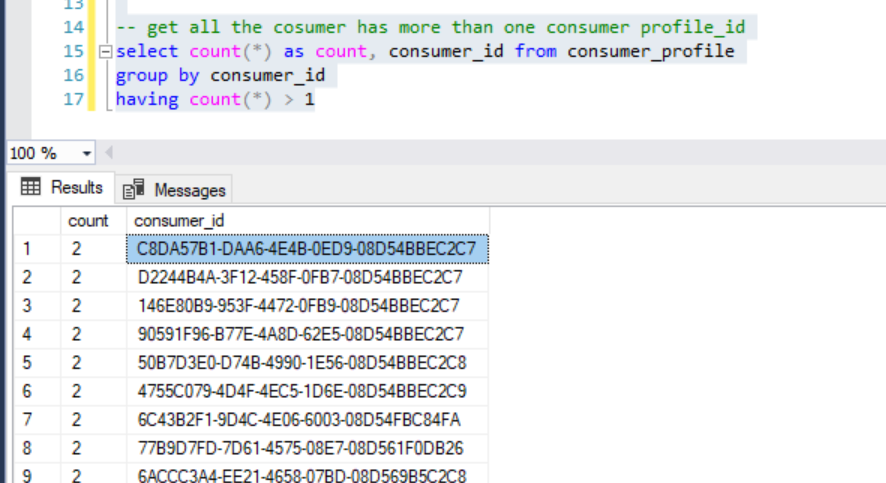 13
14 -- get all the cosumer has more than one consumer profile_id
15 select count(*) as count, consumer_id from consumer_profile
16 group by consumer_id
17 having count(*) > 1
100 %
Results Messages
count consumer_id
1 2 C8DA57B1-DAA6-4E4B-0ED9-08D54BBEC2C7
2 2 D2244B4A-3F12-458F-0FB7-08D54BBEC2C7
3 2 146E80B9-953F-4472-0FB9-08D54BBEC2C7
4 2 90591F96-B77E-4A8D-62E5-08D54BBEC2C7
5 2 50B7D3E0-D74B-4990-1E56-08D54BBEC2C8
6 2 4755C079-4D4F-4EC5-1D6E-08D54BBEC2C9
7 2 6C43B2F1-9D4C-4E06-6003-08D54FBC84FA
8 2 77B9D7FD-7D61-4575-08E7-08D561F0DB26
9 2 6ACCC3A4-EE21-4658-07BD-08D569B5C2C8